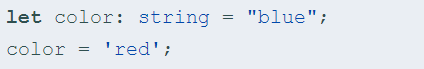 let color: string = "blue";
color = 'red';